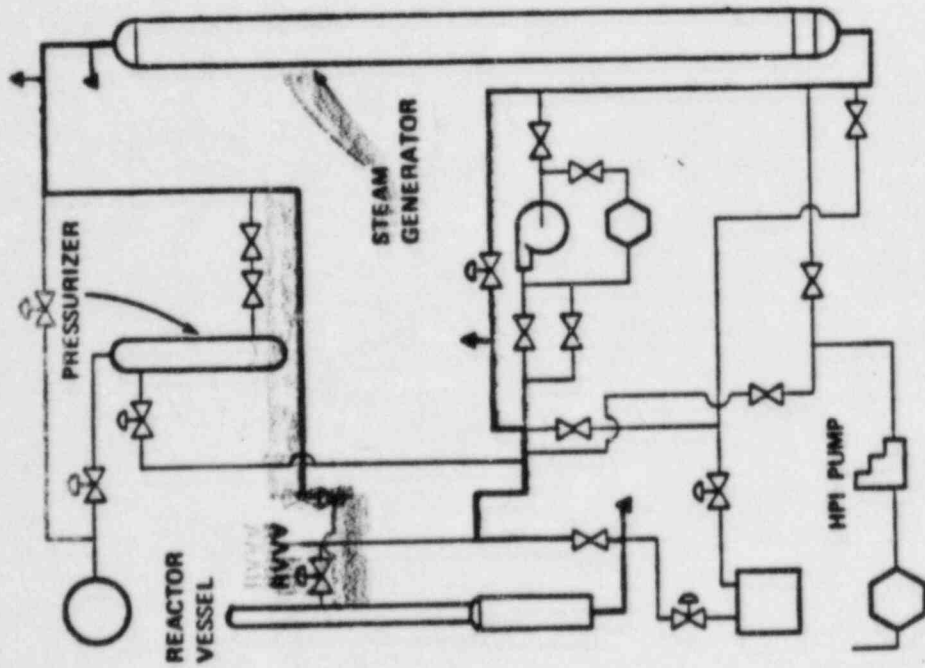 REACTOR
VESSEL
PRESSURIZER
RVVV
STEAM
GENERATOR
HPI PUMP